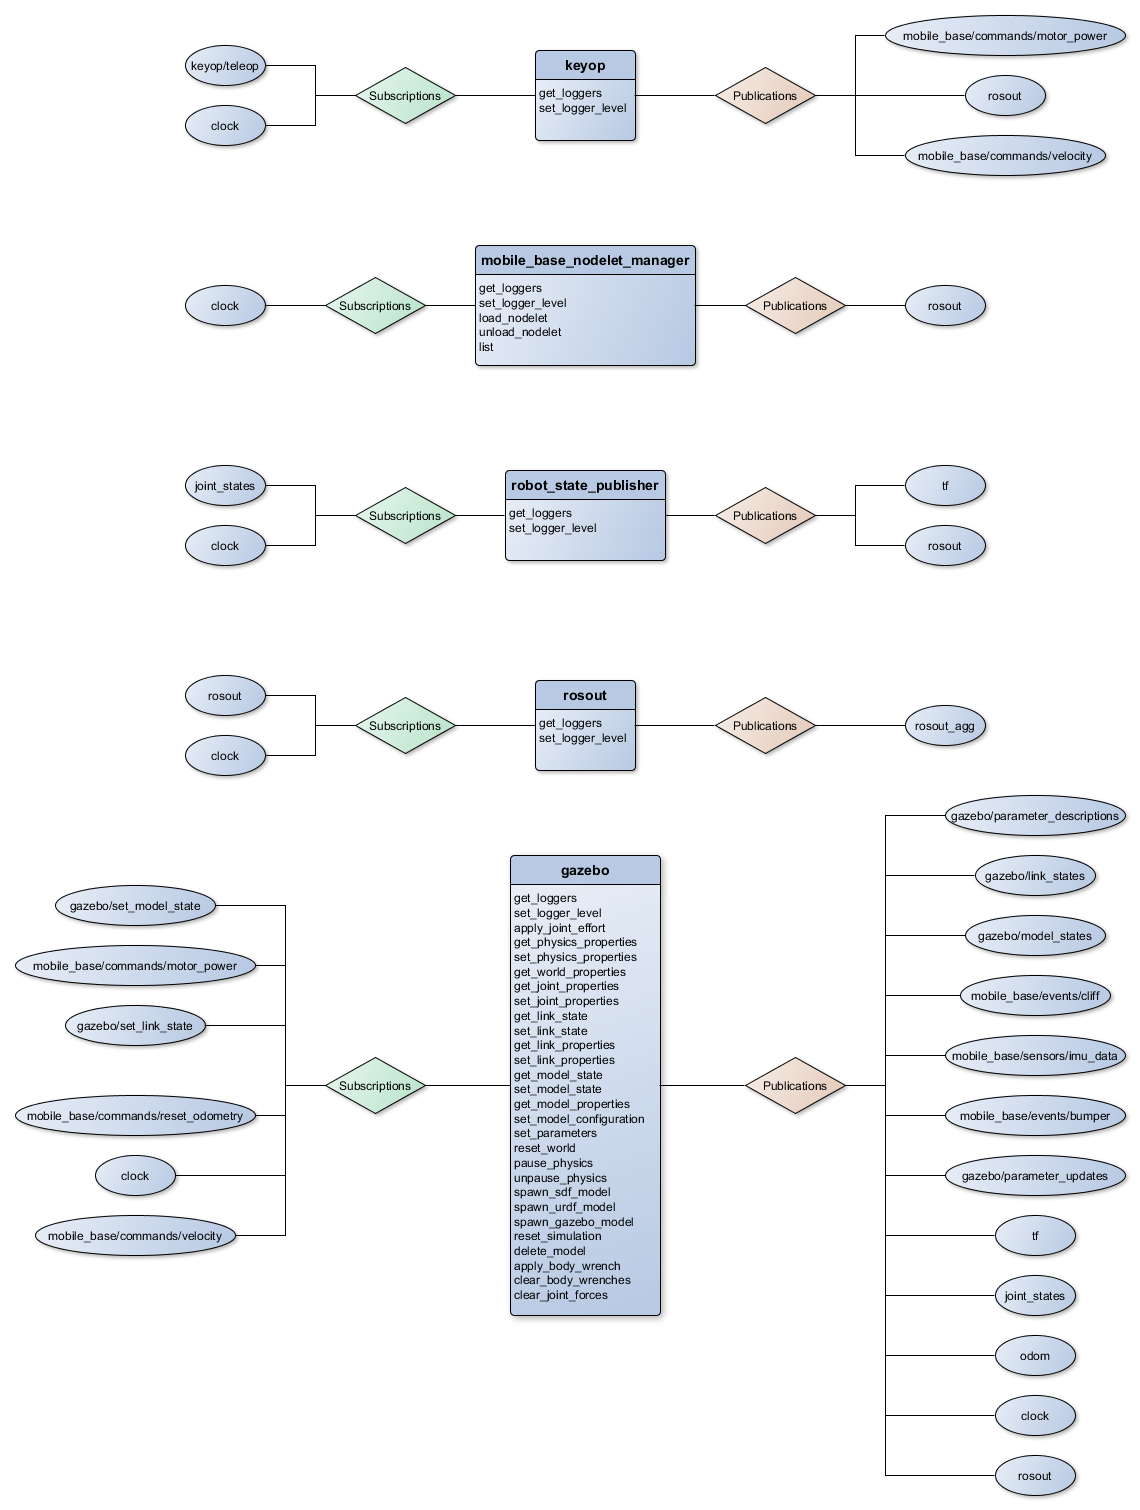 keyop/teleop
clock
Subscriptions
keyop
get_loggers
set_logger_level
Publications
mobile_base/commands/motor_power
rosout
mobile_base/commands/velocity
clock
Subscriptions
mobile_base_nodelet_manager
get_loggers
set_logger_level
load_nodelet
unload_nodelet
list
Publications
rosout
joint_states
clock
Subscriptions
robot_state_publisher
get_loggers
set_logger_level
Publications
tf
rosout
rosout
clock
Subscriptions
rosout
get_loggers
set_logger_level
Publications
rosout_agg
gazebo/set_model_state
mobile_base/commands/motor_power
gazebo/set_link_state
mobile_base/commands/reset_odometry
clock
mobile_base/commands/velocity
Subscriptions
gazebo
get_loggers
set_logger_level
apply_joint_effort
get_physics_properties
set_physics_properties
get_world_properties
get_joint_properties
set_joint_properties
get_link_state
set_link_state
get_link_properties
set_link_properties
get_model_state
set_model_state
get_model_properties
set_model_configuration
set_parameters
reset_world
pause_physics
unpause_physics
spawn_sdf_model
spawn_urdf_model
spawn_gazebo_model
reset_simulation
delete_model
apply_body_wrench
clear_body_wrenches
clear_joint_forces
Publications
gazebo/parameter_descriptions
gazebo/link_states
gazebo/model_states
mobile_base/events/cliff
mobile_base/sensors/imu_data
mobile_base/events/bumper
gazebo/parameter_updates
tf
joint_states
odom
clock
rosout